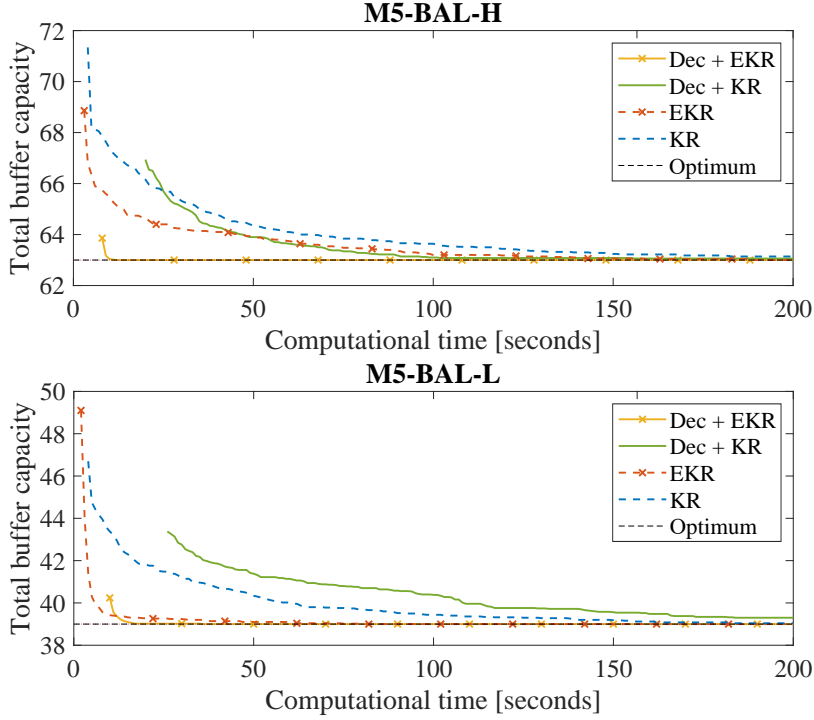 M5-BAL-H
72
70
68
66
64
62
Total buffer capacity
Dec + EKR
Dec + KR
EKR
KR
Optimum
0
50
100
150
200
Computational time [seconds]
M5-BAL-L
50
48
46
44
42
40
38
Total buffer capacity
Dec + EKR
Dec + KR
EKR
KR
Optimum
0
50
100
150
200
Computational time [seconds]